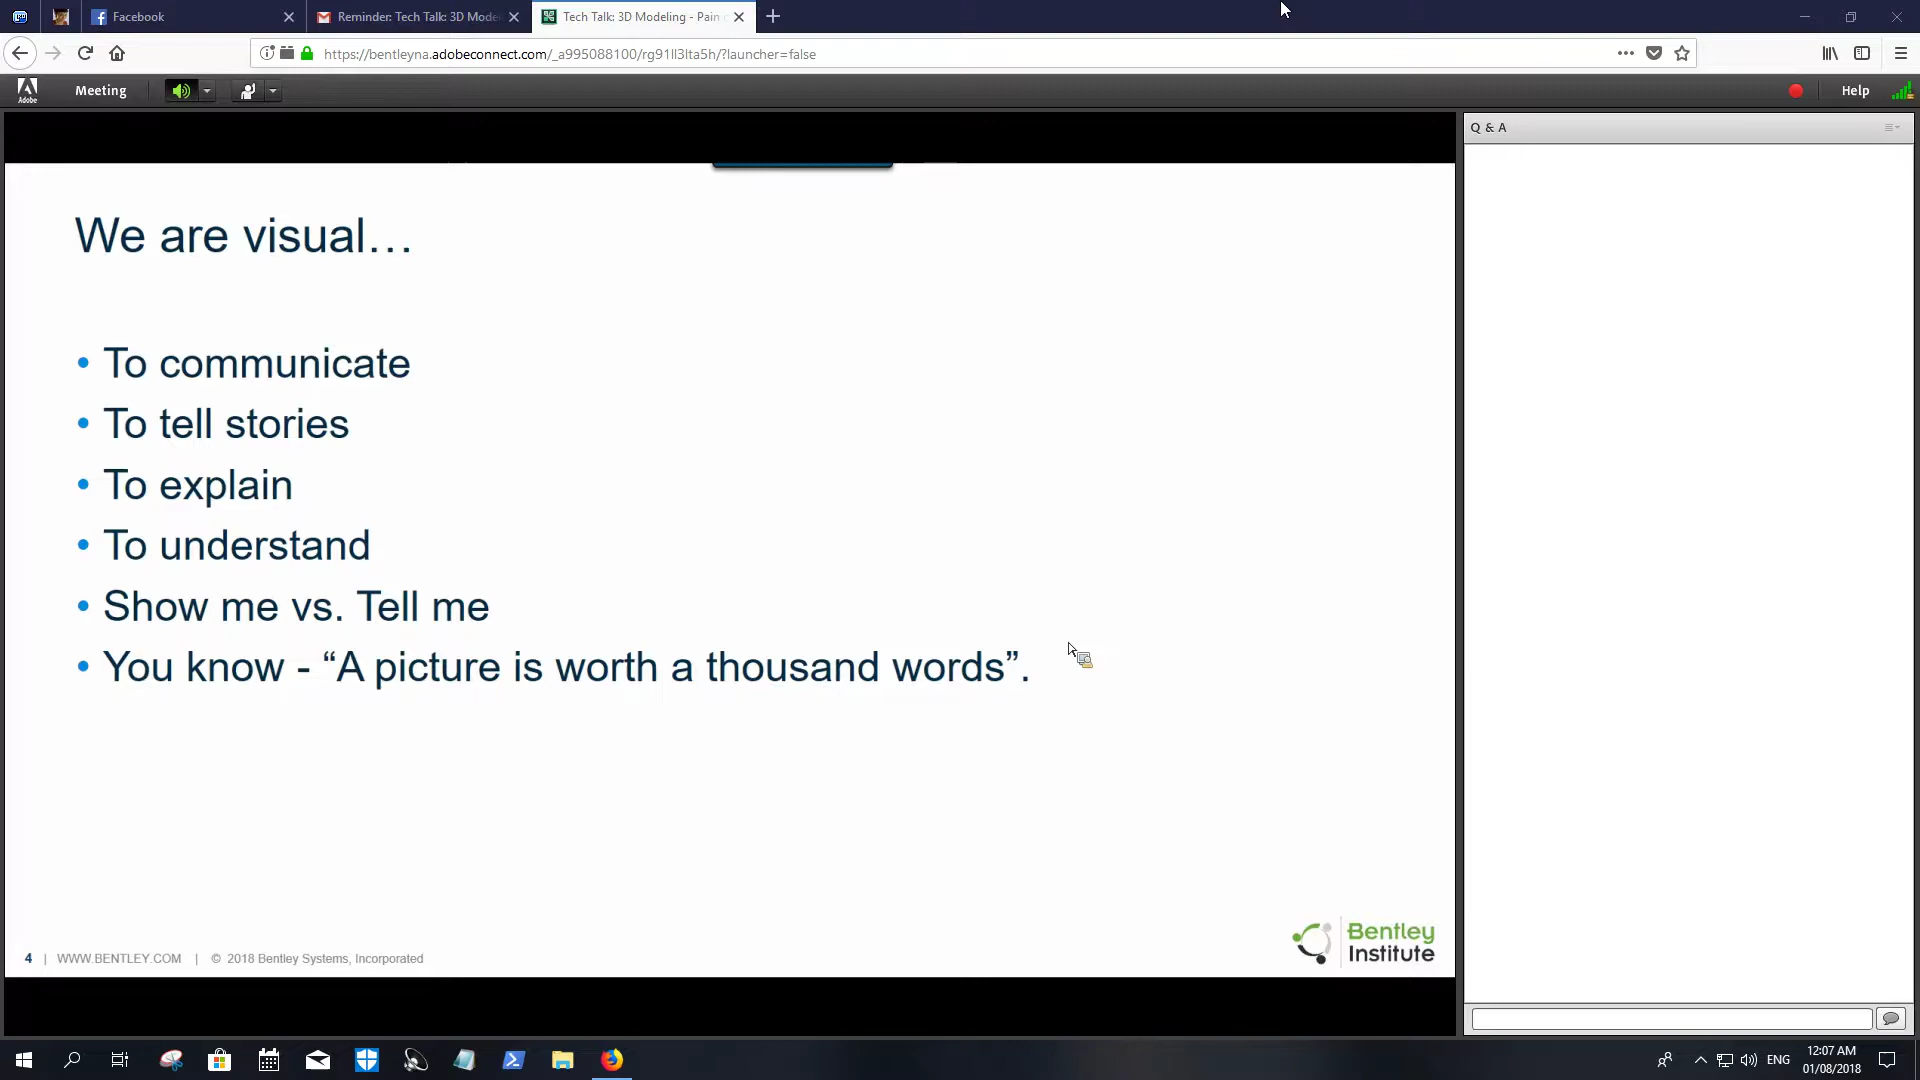 Facebook
Reminder: Tech Talk: 3D Mode
Tech Talk: 3D Modeling - Pain
https://bentleyna.adobeconnect.com/_a995088100/rg91ll3lta5h/?launcher=false
Adobe
Meeting
Help
Q & A
We are visual…
• To communicate
• To tell stories
• To explain
• To understand
• Show me vs. Tell me
• You know - “A picture is worth a thousand words”.
Bentley
Institute
4 | WWW.BENTLEY.COM | © 2018 Bentley Systems, Incorporated
ENG
12:07 AM
01/08/2018